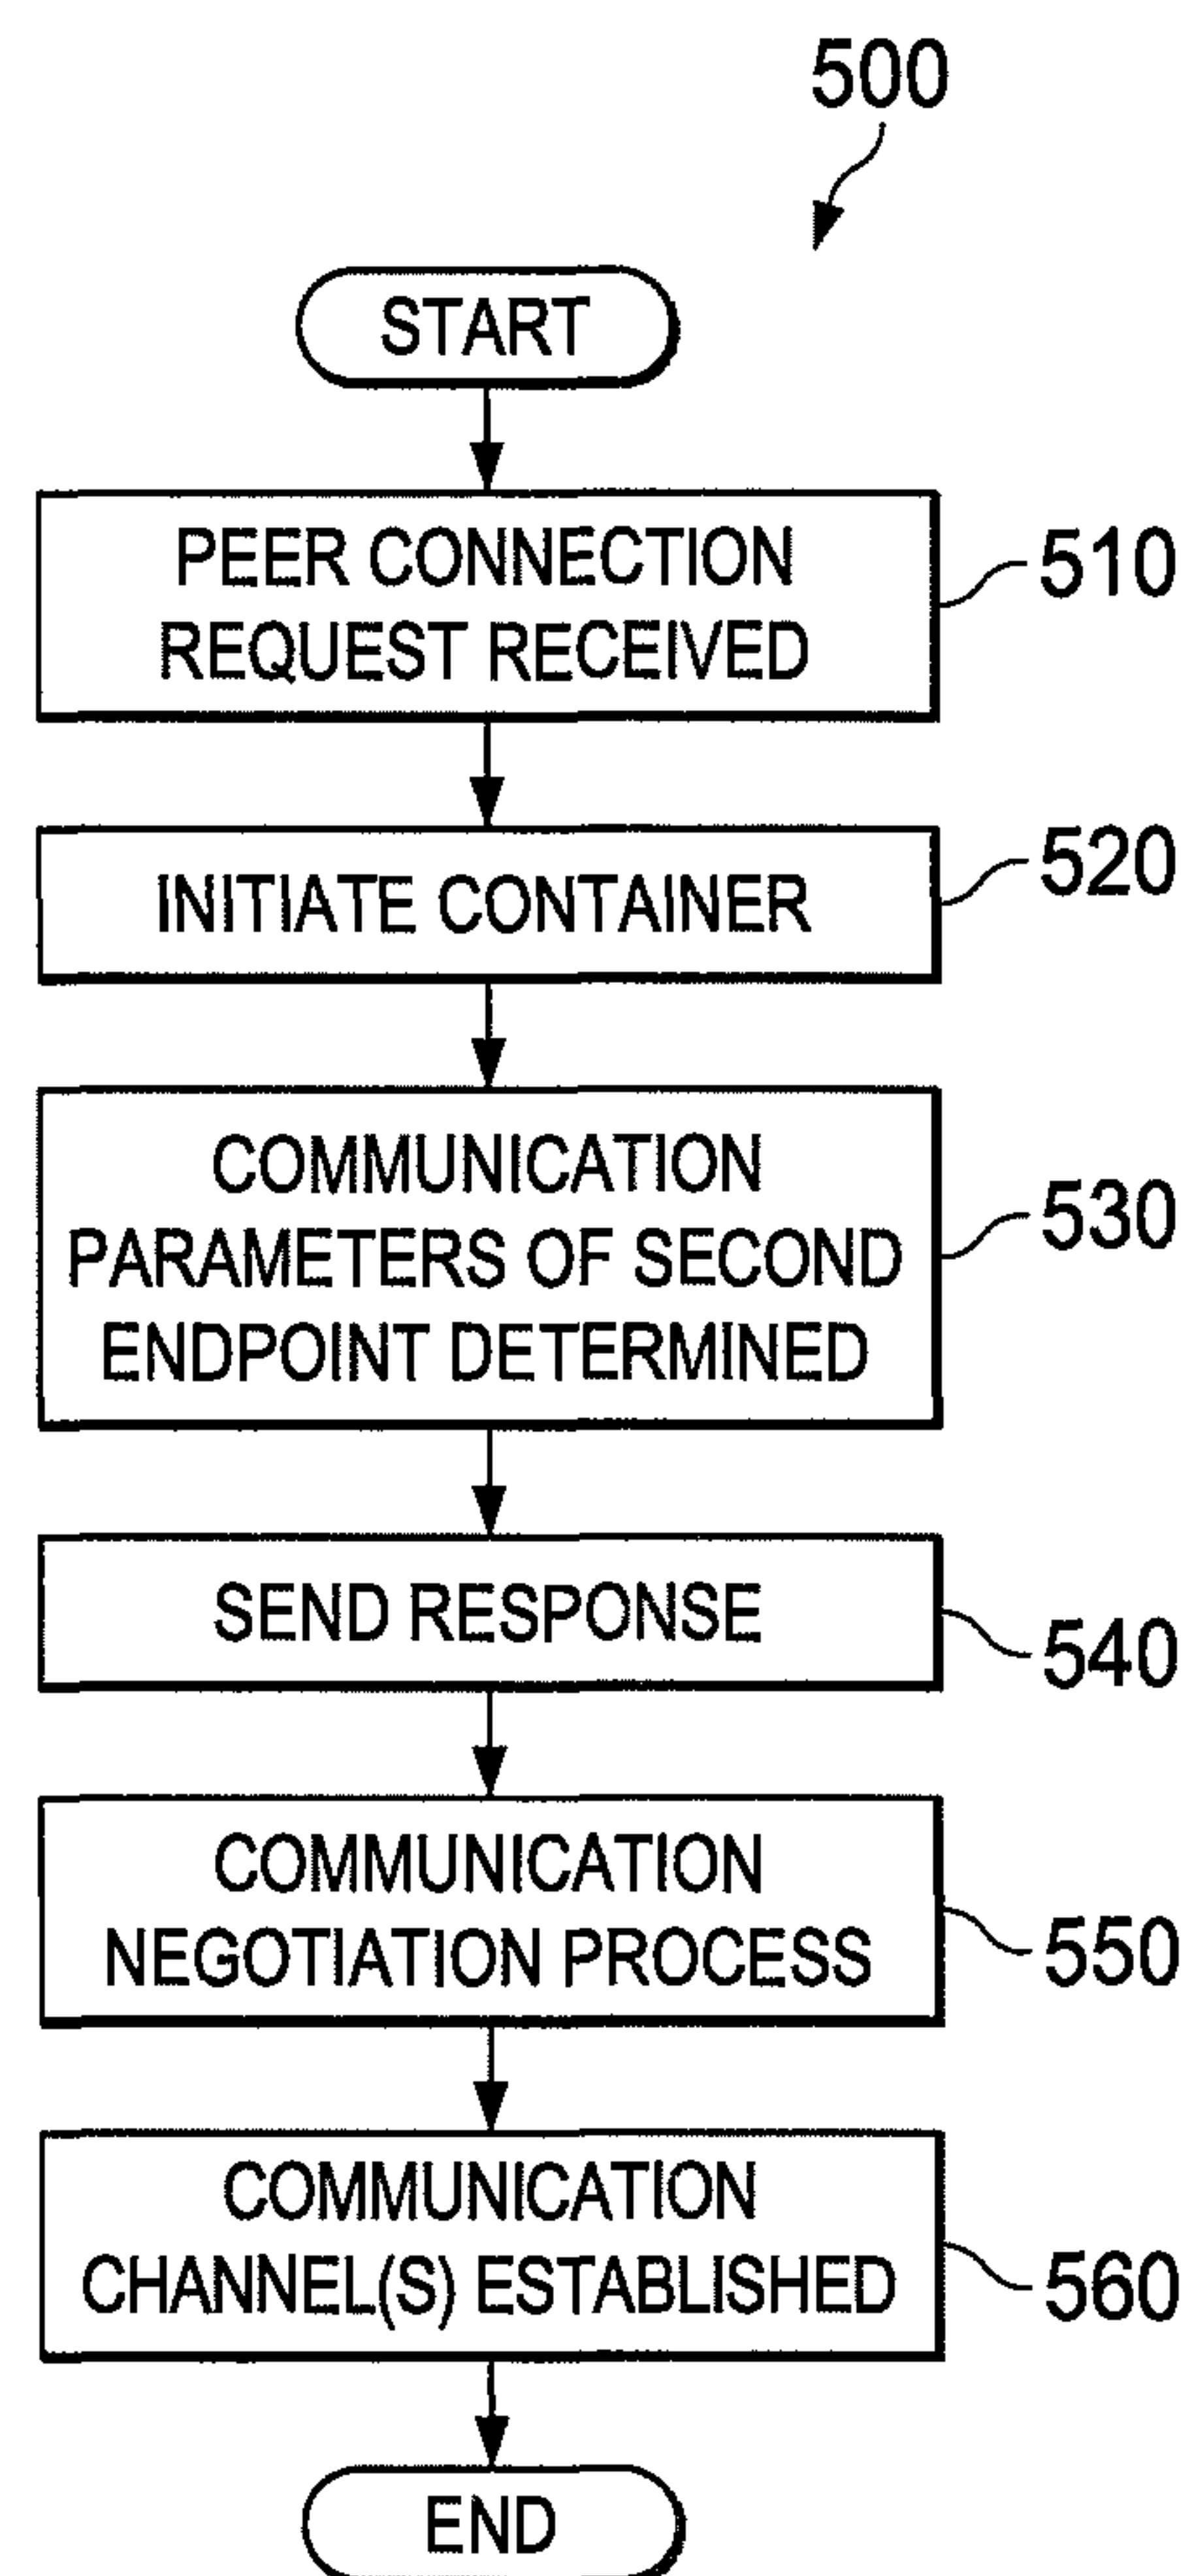 500
START
PEER CONNECTION
REQUEST RECEIVED
510
INITIATE CONTAINER
520
COMMUNICATION
PARAMETERS OF SECOND
ENDPOINT DETERMINED
530
SEND RESPONSE
540
COMMUNICATION
NEGOTIATION PROCESS
550
COMMUNICATION
CHANNEL(S) ESTABLISHED
560
END